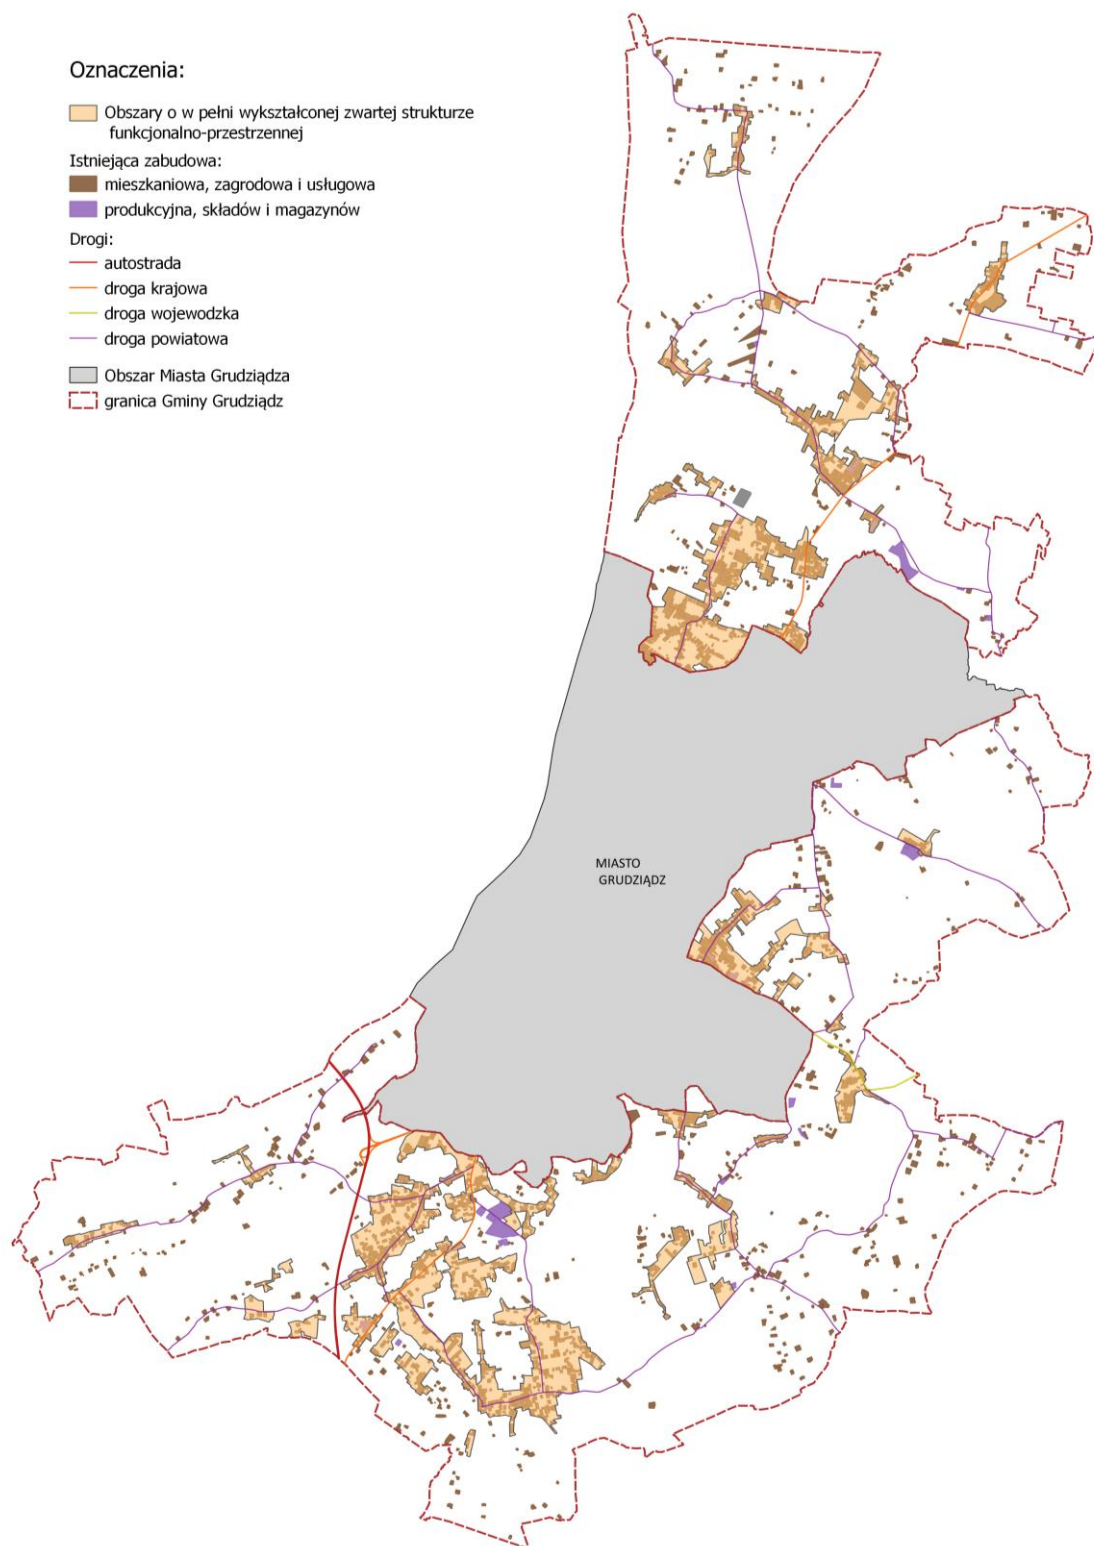 Oznaczenia:
Obszary o w pełni wykształconej zwartej strukturze
funkcjonalno-przestrzennej
Istniejąca zabudowa:
mieszkaniowa, zagrodowa i usługowa
produkcyjna, składów i magazynów
Drogi:
autostrada
droga krajowa
droga wojewodzka
droga powiatowa
Obszar Miasta Grudziądza
granica Gminy Grudziądz
MIASTO
GRUDZIĄDZ